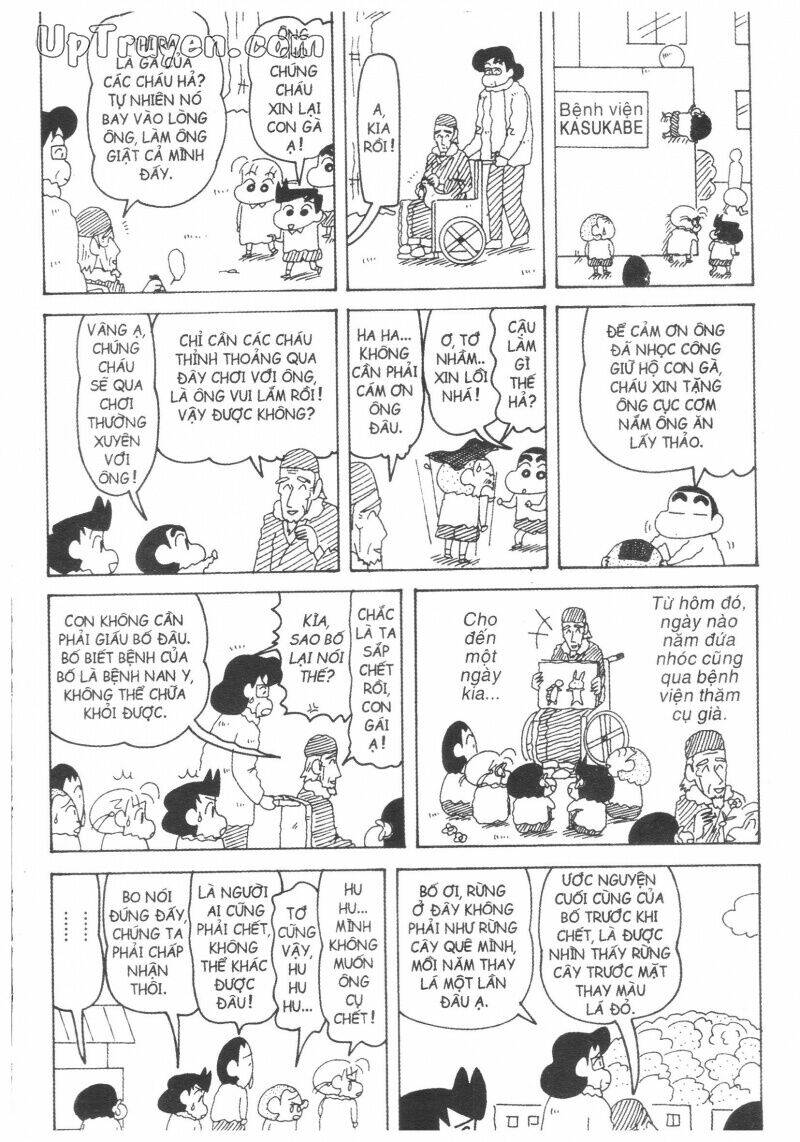 UpTruyen.com
Bệnh viện
KASUKABE
A,
KIA
RỒI!
ÔNG
CHÚNG
CHÁU
XIN LẠI
CON GÀ
Ạ!
RA
LÀ GÀ CỦA
CÁC CHÁU HẢ?
TỰ NHIÊN NÓ
BAY VÀO LÒNG
ÔNG, LÀM ÔNG
GIẬT CẢ MÌNH
ĐẤY.
ĐỂ CẢM ƠN ÔNG
ĐÃ NHỌC CÔNG
GIỮ HỘ CON GÀ,
CHÁU XIN TẶNG
ÔNG CỤC CƠM
NẮM ÔNG ĂN
LẤY THẢO.
CẬU
LÀM
GÌ
THẾ
HẢ?
Ơ, TỚ
NHẦM..
XIN LỖI
NHÁ!
HA HA...
KHÔNG
CẦN PHẢI
CÁM ƠN
ÔNG
ĐÂU.
CHỈ CẦN CÁC CHÁU
THỈNH THOẢNG QUA
ĐÂY CHƠI VỚI ÔNG,
LÀ ÔNG VUI LẮM RỒI!
VẬY ĐƯỢC KHÔNG?
VÂNG Ạ,
CHÚNG
CHÁU
SẼ QUA
CHƠI
THƯỜNG
XUYÊN
VỚI
ÔNG!
Từ hôm đó,
ngày nào
năm đứa
nhóc cũng
qua bệnh
viện thăm
cụ già.
Cho
đến
một
ngày
kia...
CHẮC
LÀ TA
SẮP
CHẾT
RỒI,
CON
GÁI
Ạ!
KÌA,
SAO BỐ
LẠI NÓI
THẾ?
CON KHÔNG CẦN
PHẢI GIẤU BỐ ĐÂU.
BỐ BIẾT BỆNH CỦA
BỐ LÀ BỆNH NAN Y,
KHÔNG THỂ CHỮA
KHỎI ĐƯỢC.
ƯỚC NGUYỆN
CUỐI CÙNG CỦA
BỐ TRƯỚC KHI
CHẾT, LÀ ĐƯỢC
NHÌN THẤY RỪNG
CÂY TRƯỚC MẶT
THAY MÀU
LÁ ĐỎ.
BỐ ƠI, RỪNG
Ở ĐÂY KHÔNG
PHẢI NHƯ RỪNG
CÂY QUÊ MÌNH,
MỖI NĂM THAY
LÁ MỘT LẦN
ĐÂU Ạ.
HU
HU...
MÌNH
KHÔNG
MUỐN
ÔNG
CỤ
CHẾT!
TỚ
CŨNG
VẬY,
HU
HU
HU...
LÀ NGƯỜI
AI CŨNG
PHẢI CHẾT,
KHÔNG
THỂ KHÁC
ĐƯỢC
ĐÂU!
BO NÓI
ĐÚNG ĐẤY,
CHÚNG TA
PHẢI CHẤP
NHẬN
THÔI.
........